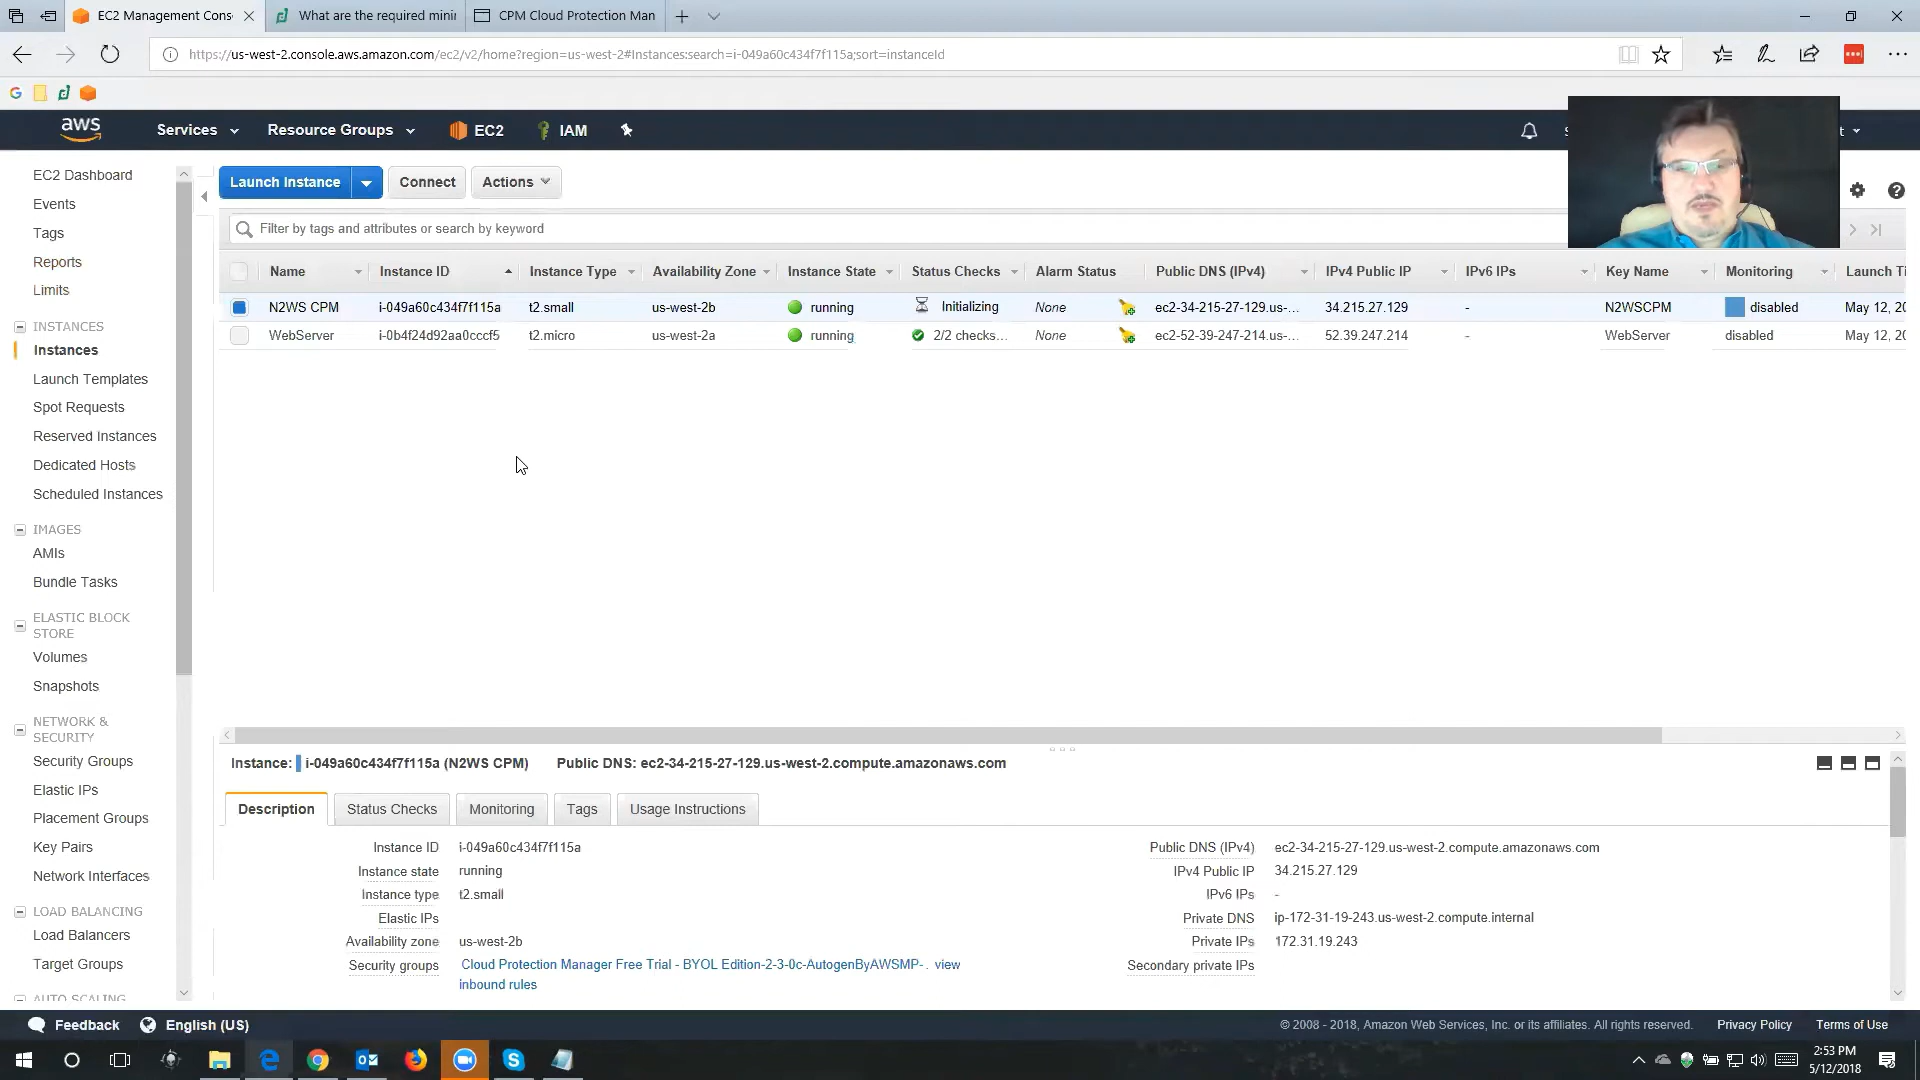 EC2 Management Cons
What are the required mini
CPM Cloud Protection Man
https://us-west-2.console.aws.amazon.com/ec2/v2/home?region=us-west-2#Instances:search=i-049a60c434f7f115a;sort=instanceId
aws
Services
Resource Groups
EC2
IAM
EC2 Dashboard
Events
Tags
Reports
Limits
INSTANCES
Instances
Launch Templates
Spot Requests
Reserved Instances
Dedicated Hosts
Scheduled Instances
IMAGES
AMIs
Bundle Tasks
ELASTIC BLOCK
STORE
Volumes
Snapshots
NETWORK &
SECURITY
Security Groups
Elastic IPs
Placement Groups
Key Pairs
Network Interfaces
LOAD BALANCING
Load Balancers
Target Groups
AUTO SCALING
Launch Instance
Connect
Actions
Filter by tags and attributes or search by keyword
Name Instance ID Instance Type Availability Zone Instance State Status Checks Alarm Status Public DNS (IPv4) IPv4 Public IP IPv6 IPs Key Name Monitoring Launch Ti
N2WS CPM i-049a60c434f7f115a t2.small us-west-2b running Initializing None ec2-34-215-27-129.us-... 34.215.27.129 - N2WSCPM disabled May 12, 20
WebServer i-0b4f24d92aa0cccf5 t2.micro us-west-2a running 2/2 checks... None ec2-52-39-247-214.us-... 52.39.247.214 - WebServer disabled May 12, 20
Instance: i-049a60c434f7f115a (N2WS CPM) Public DNS: ec2-34-215-27-129.us-west-2.compute.amazonaws.com
Description
Status Checks
Monitoring
Tags
Usage Instructions
Instance ID i-049a60c434f7f115a
Instance state running
Instance type t2.small
Elastic IPs
Availability zone us-west-2b
Security groups Cloud Protection Manager Free Trial - BYOL Edition-2-3-0c-AutogenByAWSMP-. view
inbound rules
Public DNS (IPv4) ec2-34-215-27-129.us-west-2.compute.amazonaws.com
IPv4 Public IP 34.215.27.129
IPv6 IPs -
Private DNS ip-172-31-19-243.us-west-2.compute.internal
Private IPs 172.31.19.243
Secondary private IPs
Feedback
English (US)
© 2008 - 2018, Amazon Web Services, Inc. or its affiliates. All rights reserved.
Privacy Policy
Terms of Use
2:53 PM
5/12/2018